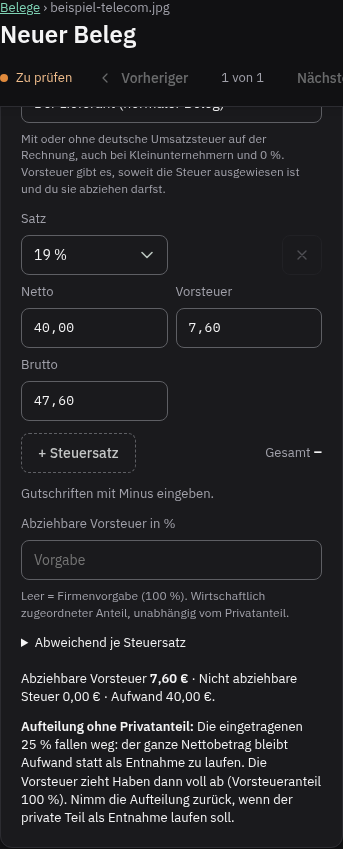 Belege › beispiel-telecom.jpg
Neuer Beleg
Zu prüfen
Vorheriger
1 von 1
Mit oder ohne deutsche Umsatzsteuer auf der
Rechnung, auch bei Kleinunternehmern und 0 %.
Vorsteuer gibt es, soweit die Steuer ausgewiesen ist
und du sie abziehen darfst.
Satz
19 %
Netto
Vorsteuer
40,00
7,60
Brutto
47,60
+ Steuersatz
Gesamt –
Gutschriften mit Minus eingeben.
Abziehbare Vorsteuer in %
Vorgabe
Leer = Firmenvorgabe (100 %). Wirtschaftlich
zugeordneter Anteil, unabhängig vom Privatanteil.
Abweichend je Steuersatz
Abziehbare Vorsteuer 7,60 € · Nicht abziehbare
Steuer 0,00 € · Aufwand 40,00 €.
Aufteilung ohne Privatanteil: Die eingetragenen
25 % fallen weg: der ganze Nettobetrag bleibt
Aufwand statt als Entnahme zu laufen. Die
Vorsteuer zieht Haben dann voll ab (Vorsteueranteil
100 %). Nimm die Aufteilung zurück, wenn der
private Teil als Entnahme laufen soll.